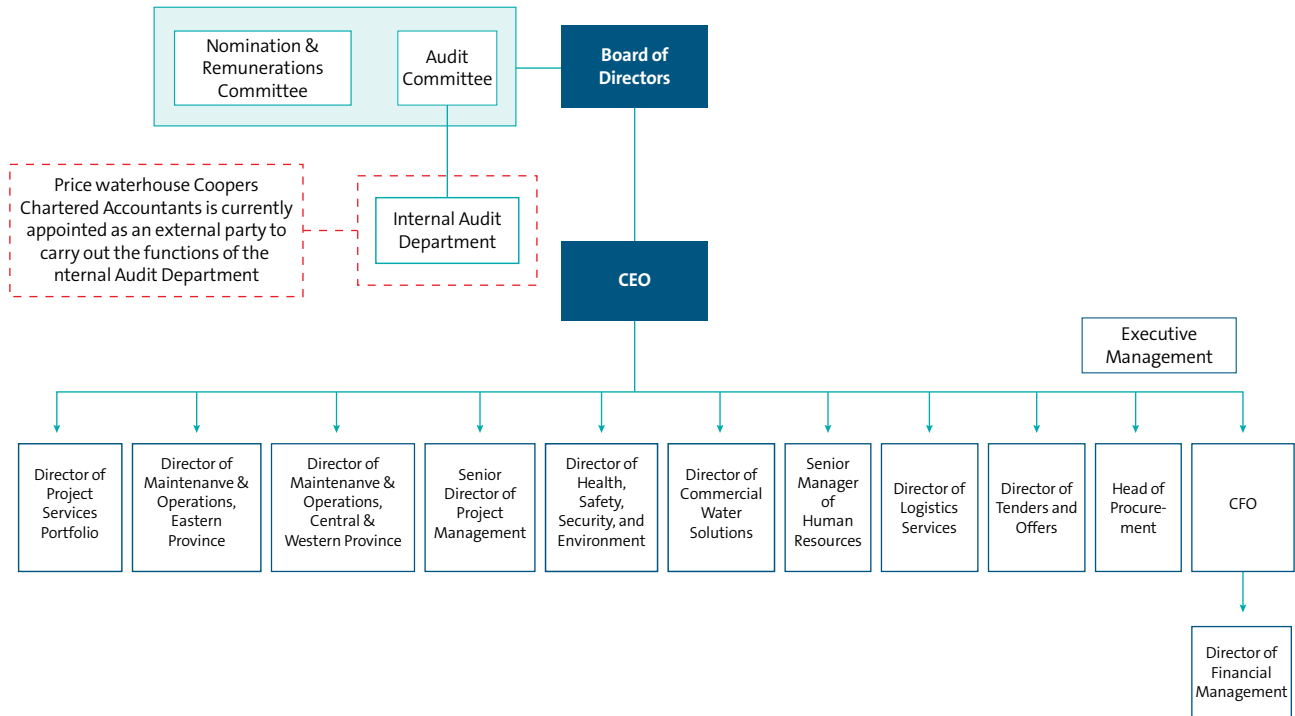 Nomination &
Remunerations
Committee
Audit
Committee
Board of
Directors
Price waterhouse Coopers
Chartered Accountants is currently
appointed as an external party to
carry out the functions of the
nternal Audit Department
Internal Audit
Department
CEO
Executive
Management
Director of
Project
Services
Portfolio
Director of
Maintenanve &
Operations,
Eastern
Province
Director of
Maintenanve &
Operations,
Central &
Western Province
Senior
Director of
Project
Management
Director of
Health,
Safety,
Security, and
Environment
Director of
Commercial
Water
Solutions
Senior
Manager
of
Human
Resources
Director of
Logistics
Services
Director of
Tenders and
Offers
Head of
Procure-
ment
CFO
Director of
Financial
Management